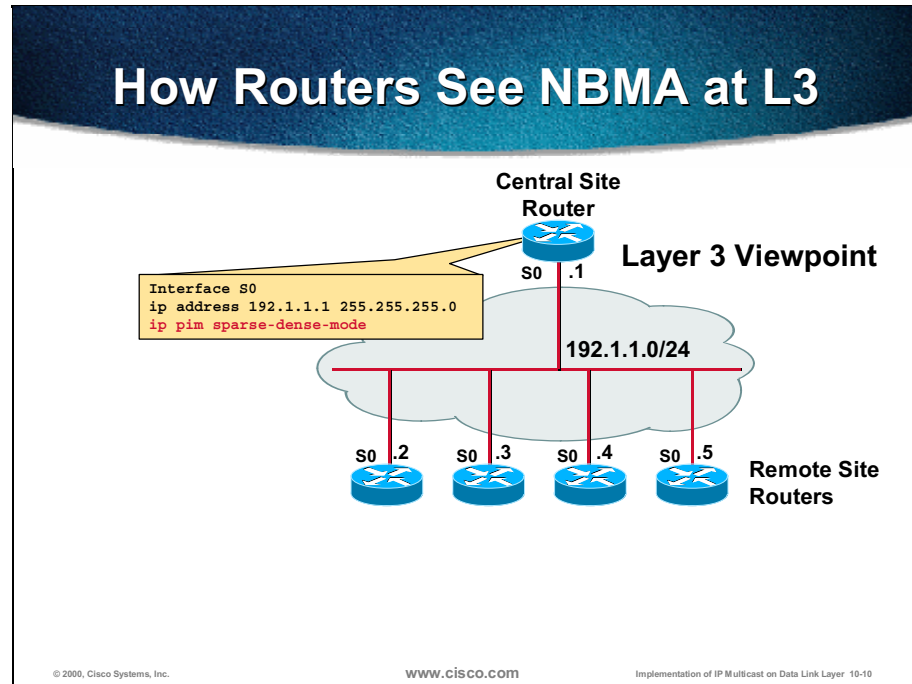 How Routers See NBMA at L3
Central Site
Router
Layer 3 Viewpoint
S0 .1
Interface S0
ip address 192.1.1.1 255.255.255.0
ip pim sparse-dense-mode
192.1.1.0/24
S0 .2 S0 .3 S0 .4 S0 .5
Remote Site
Routers
© 2000, Cisco Systems, Inc. www.cisco.com Implementation of IP Multicast on Data Link Layer 10-10